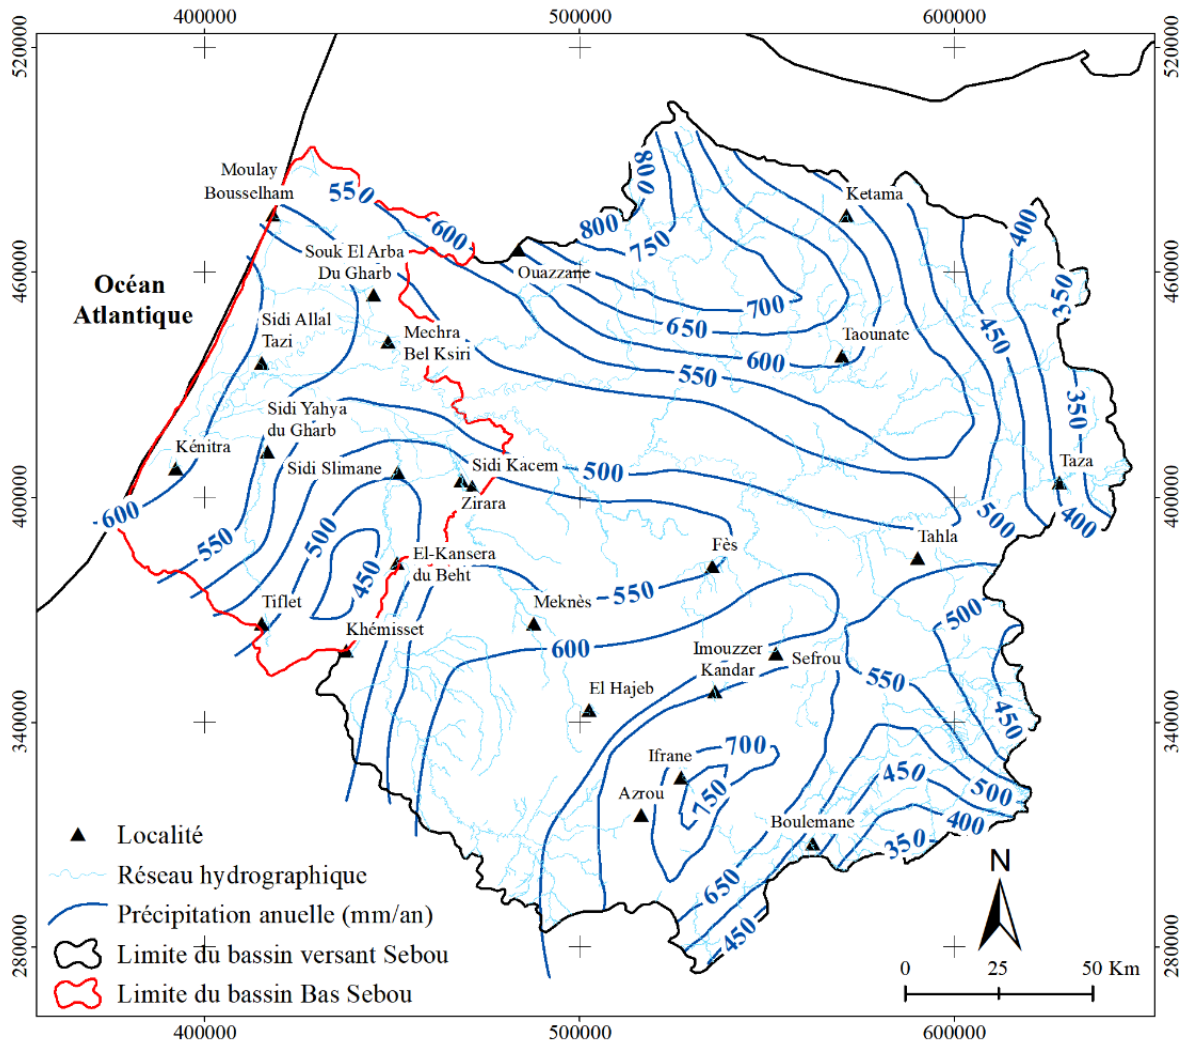 400000
500000
600000
520000
520000
Moulay
Bousselham
550
800
Ketama
600
800
750
400
Souk El Arba
Du Gharb
Ouazzane
460000
460000
Océan
Atlantique
350
700
Sidi Allal
Tazi
Mechra
Bel Ksiri
650
450
Taounate
600
550
350
Sidi Yahya
du Gharb
Kénitra
Sidi Slimane
Sidi Kacem
500
Taza
Zirara
400000
400000
600
550
500
500
400
Fès
Tahla
El-Kansera
du Beht
450
550
Meknès
Tiflet
500
Khémisset
600
Imouzzer
Kandar
Sefrou
550
El Hajeb
340000
340000
450
700
Ifrane
450
750
500
Azrou
Boulemane
400
350
650
450
N
Localité
Réseau hydrographique
Précipitation anuelle (mm/an)
Limite du bassin versant Sebou
Limite du bassin Bas Sebou
280000
280000
0
25
50 Km
400000
500000
600000